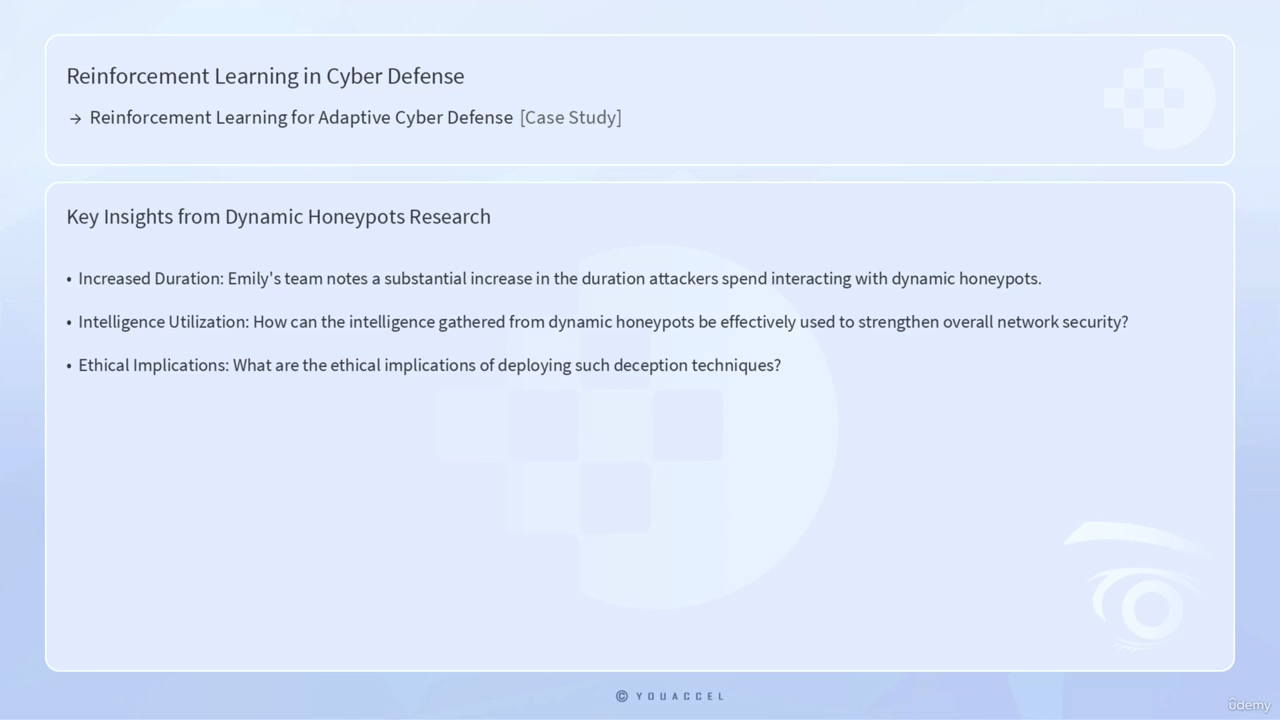 Reinforcement Learning in Cyber Defense
→ Reinforcement Learning for Adaptive Cyber Defense [Case Study]
Key Insights from Dynamic Honeypots Research
• Increased Duration: Emily's team notes a substantial increase in the duration attackers spend interacting with dynamic honeypots.
• Intelligence Utilization: How can the intelligence gathered from dynamic honeypots be effectively used to strengthen overall network security?
• Ethical Implications: What are the ethical implications of deploying such deception techniques?
© YOUACCEL
ûdemy